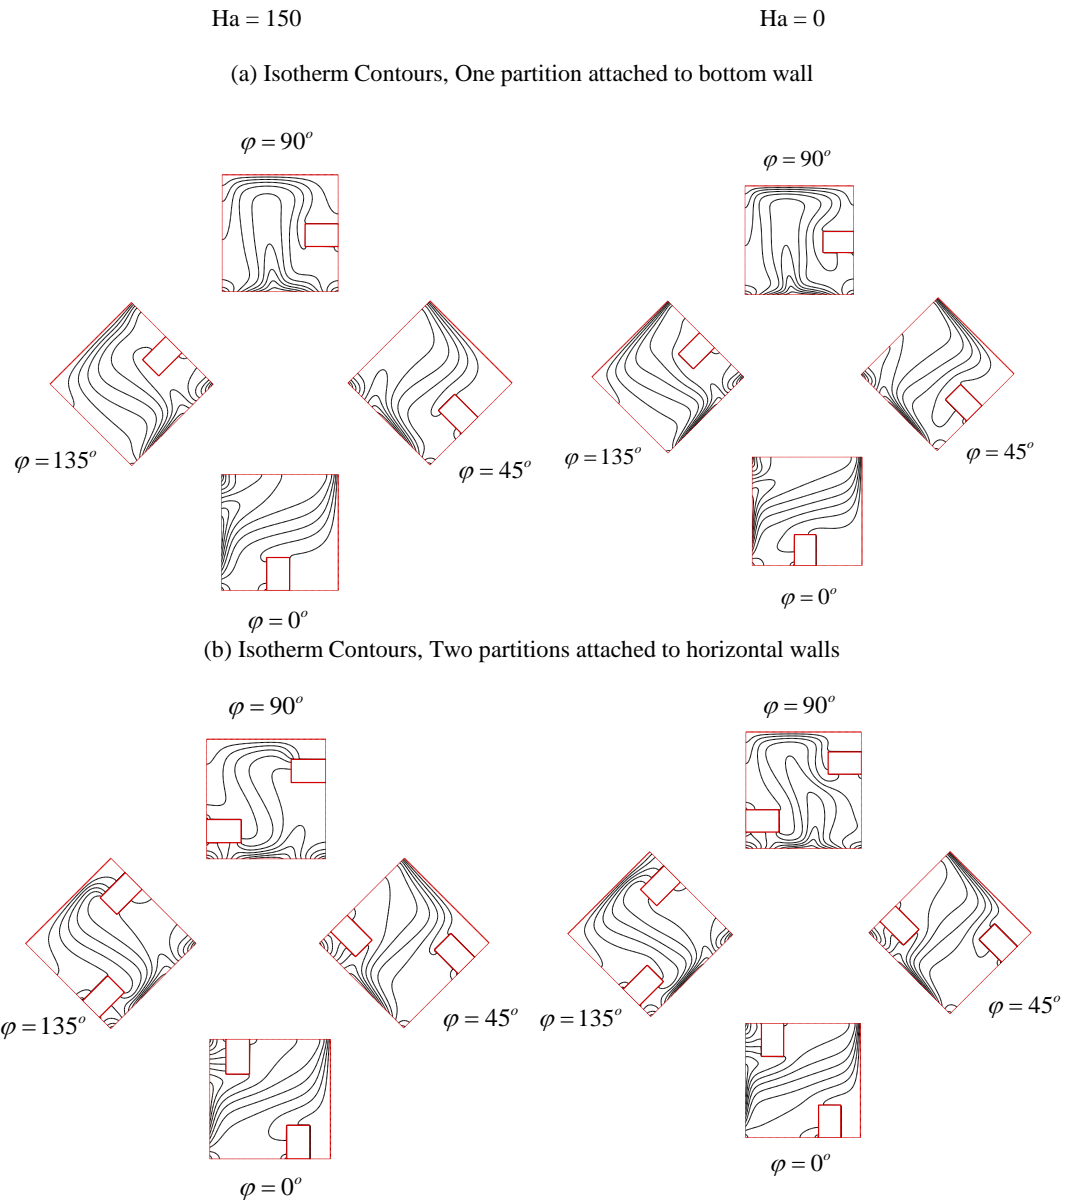 Ha = 150 Ha = 0
(a) Isotherm Contours, One partition attached to bottom wall
φ = 90°
φ = 90°
φ = 135° φ = 45° φ = 135° φ = 45°
φ = 0° φ = 0°
(b) Isotherm Contours, Two partitions attached to horizontal walls
φ = 90° φ = 90°
φ = 135° φ = 45° φ = 135° φ = 45°
φ = 0° φ = 0°